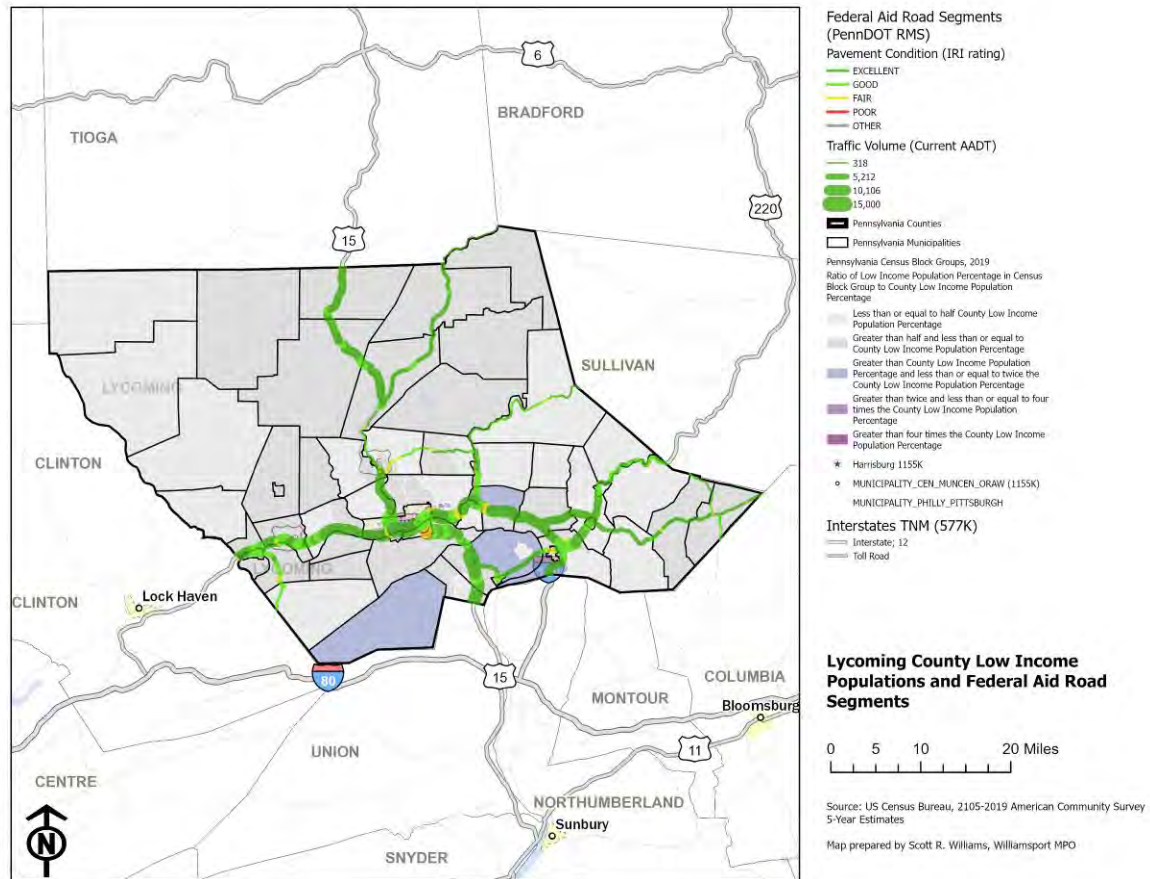 6
BRADFORD
TIOGA
220
15
SULLIVAN
LYCOMING
CLINTON
LYCOMING
CLINTON
Lock Haven
80
15
MONTOUR
COLUMBIA
Bloomsburg
UNION
11
CENTRE
NORTHUMBERLAND
Sunbury
SNYDER
N
Federal Aid Road Segments
(PennDOT RMS)
Pavement Condition (IRI rating)
EXCELLENT
GOOD
FAIR
POOR
OTHER
Traffic Volume (Current AADT)
318
5,212
10,106
15,000
Pennsylvania Counties
Pennsylvania Municipalities
Pennsylvania Census Block Groups, 2019
Ratio of Low Income Population Percentage in Census
Block Group to County Low Income Population
Percentage
Less than or equal to half County Low Income
Population Percentage
Greater than half and less than or equal to
County Low Income Population Percentage
Greater than County Low Income Population
Percentage and less than or equal to twice the
County Low Income Population Percentage
Greater than twice and less than or equal to four
times the County Low Income Population
Percentage
Greater than four times the County Low Income
Population Percentage
Harrisburg 1155K
MUNICIPALITY_CEN_MUNCEN_ORAW (1155K)
MUNICIPALITY_PHILLY_PITTSBURGH
Interstates TNM (577K)
Interstate; 12
Toll Road
Lycoming County Low Income
Populations and Federal Aid Road
Segments
0 5 10 20 Miles
Source: US Census Bureau, 2105-2019 American Community Survey
5-Year Estimates
Map prepared by Scott R. Williams, Williamsport MPO